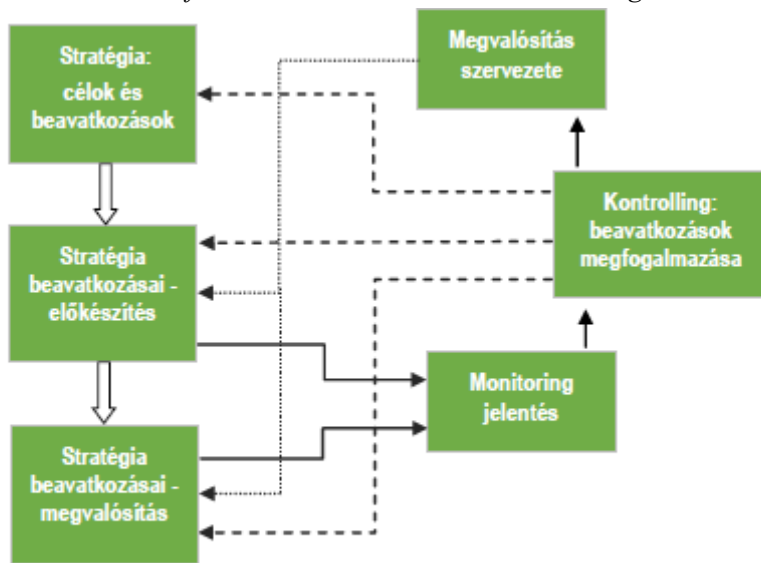 Stratégia:
célok és
beavatkozások
Megvalósítás
szervezete
Kontrolling:
beavatkozások
megfogalmazása
Stratégia
beavatkozásai -
előkészítés
Monitoring
jelentés
Stratégia
beavatkozásai -
megvalósítás